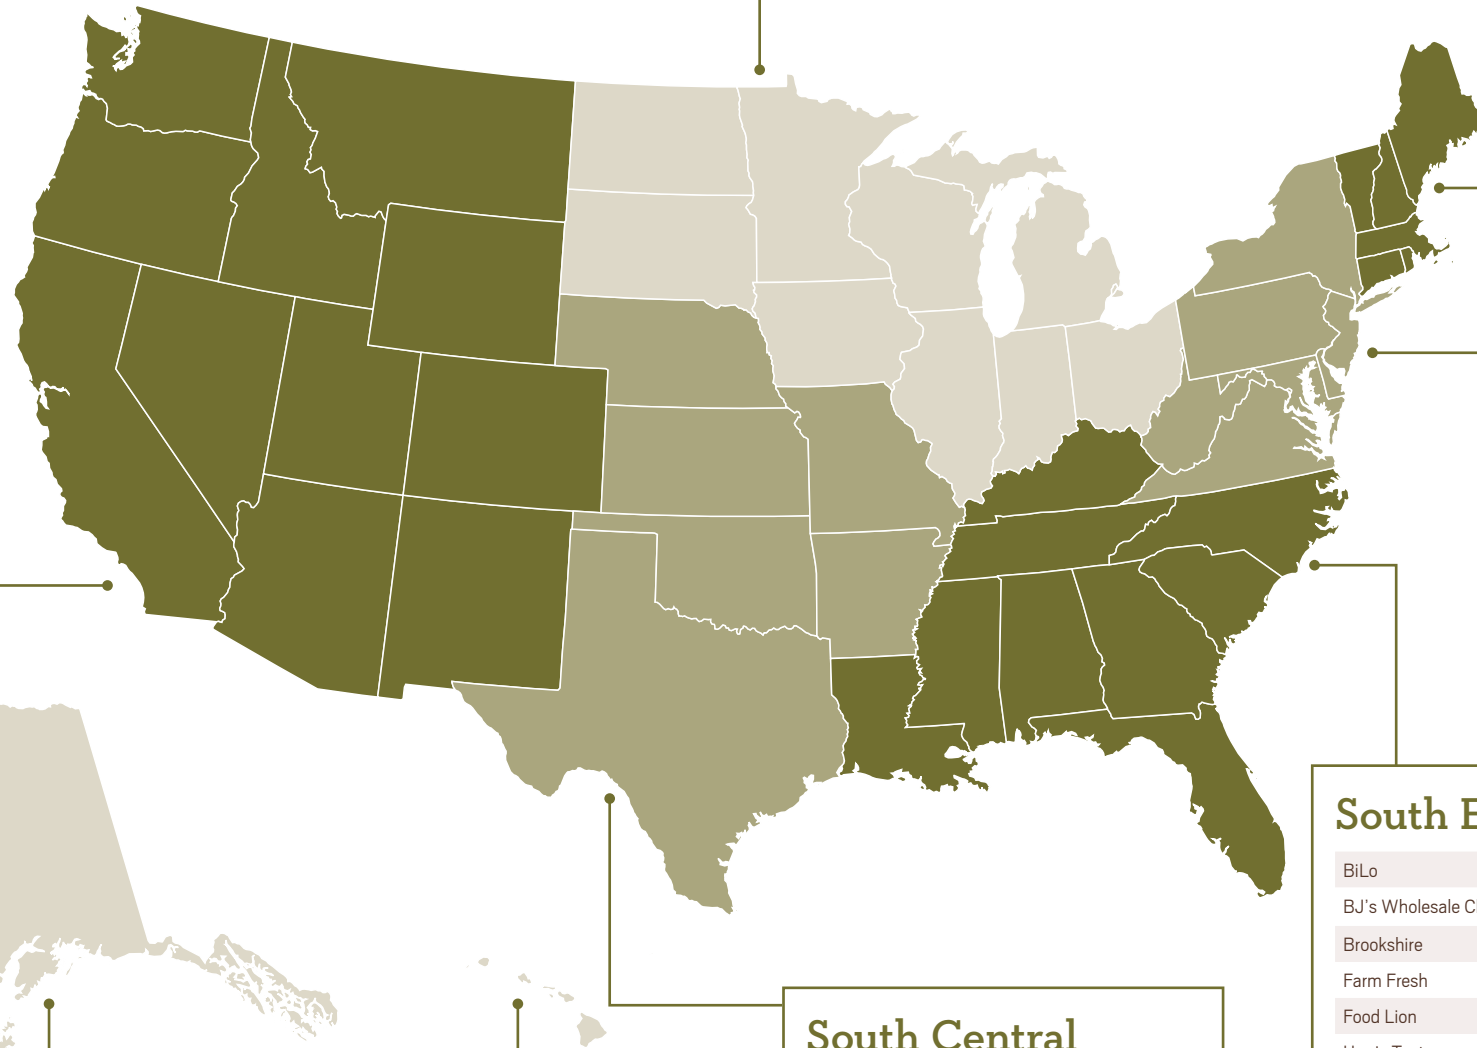 South
BiLo
BJ's Wholesale
Brookshire
Farm Fresh
Food Lion
South Central